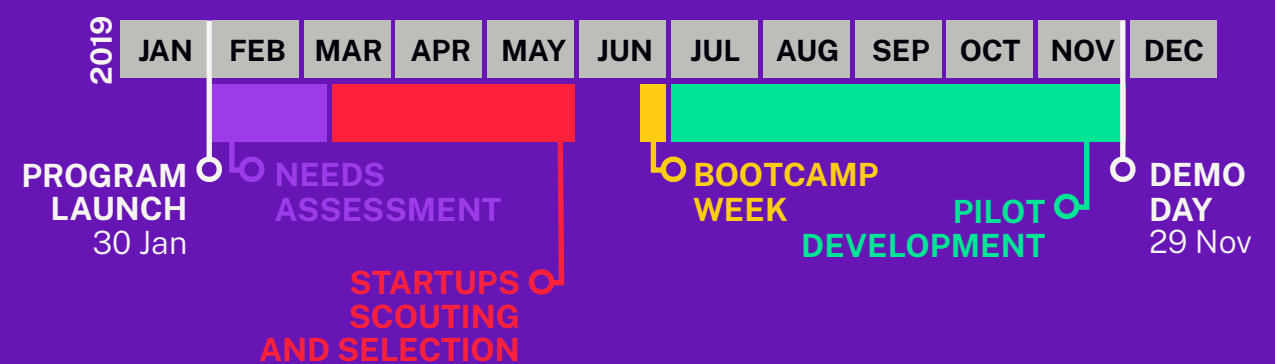 2019
JAN FEB MAR APR MAY JUN JUL AUG SEP OCT NOV DEC
PROGRAM
LAUNCH
30 Jan
NEEDS
ASSESSMENT
STARTUPS
SCOUTING
AND SELECTION
BOOTCAMP
WEEK
PILOT
DEVELOPMENT
DEMO
DAY
29 Nov